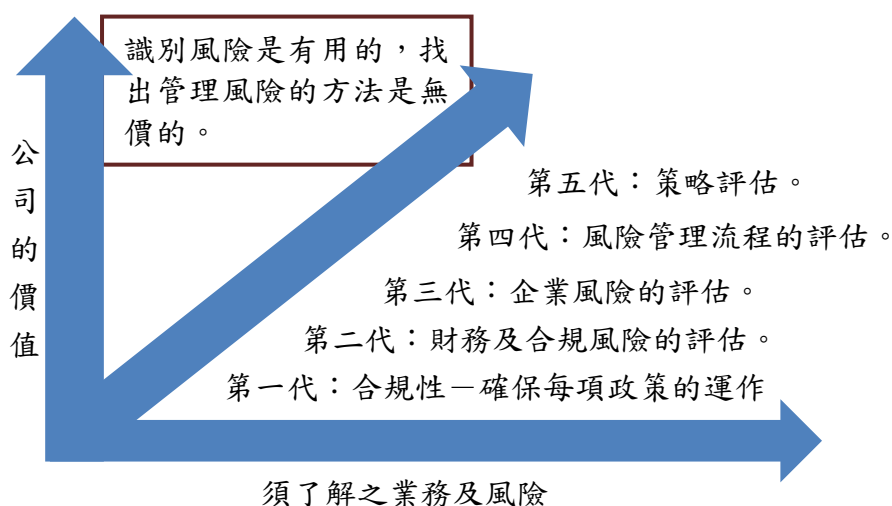 識別風險是有用的，找
出管理風險的方法是無
價的。
公司的價值
第五代：策略評估。
第四代：風險管理流程的評估。
第三代：企業風險的評估。
第二代：財務及合規風險的評估。
第一代：合規性－確保每項政策的運作
須了解之業務及風險